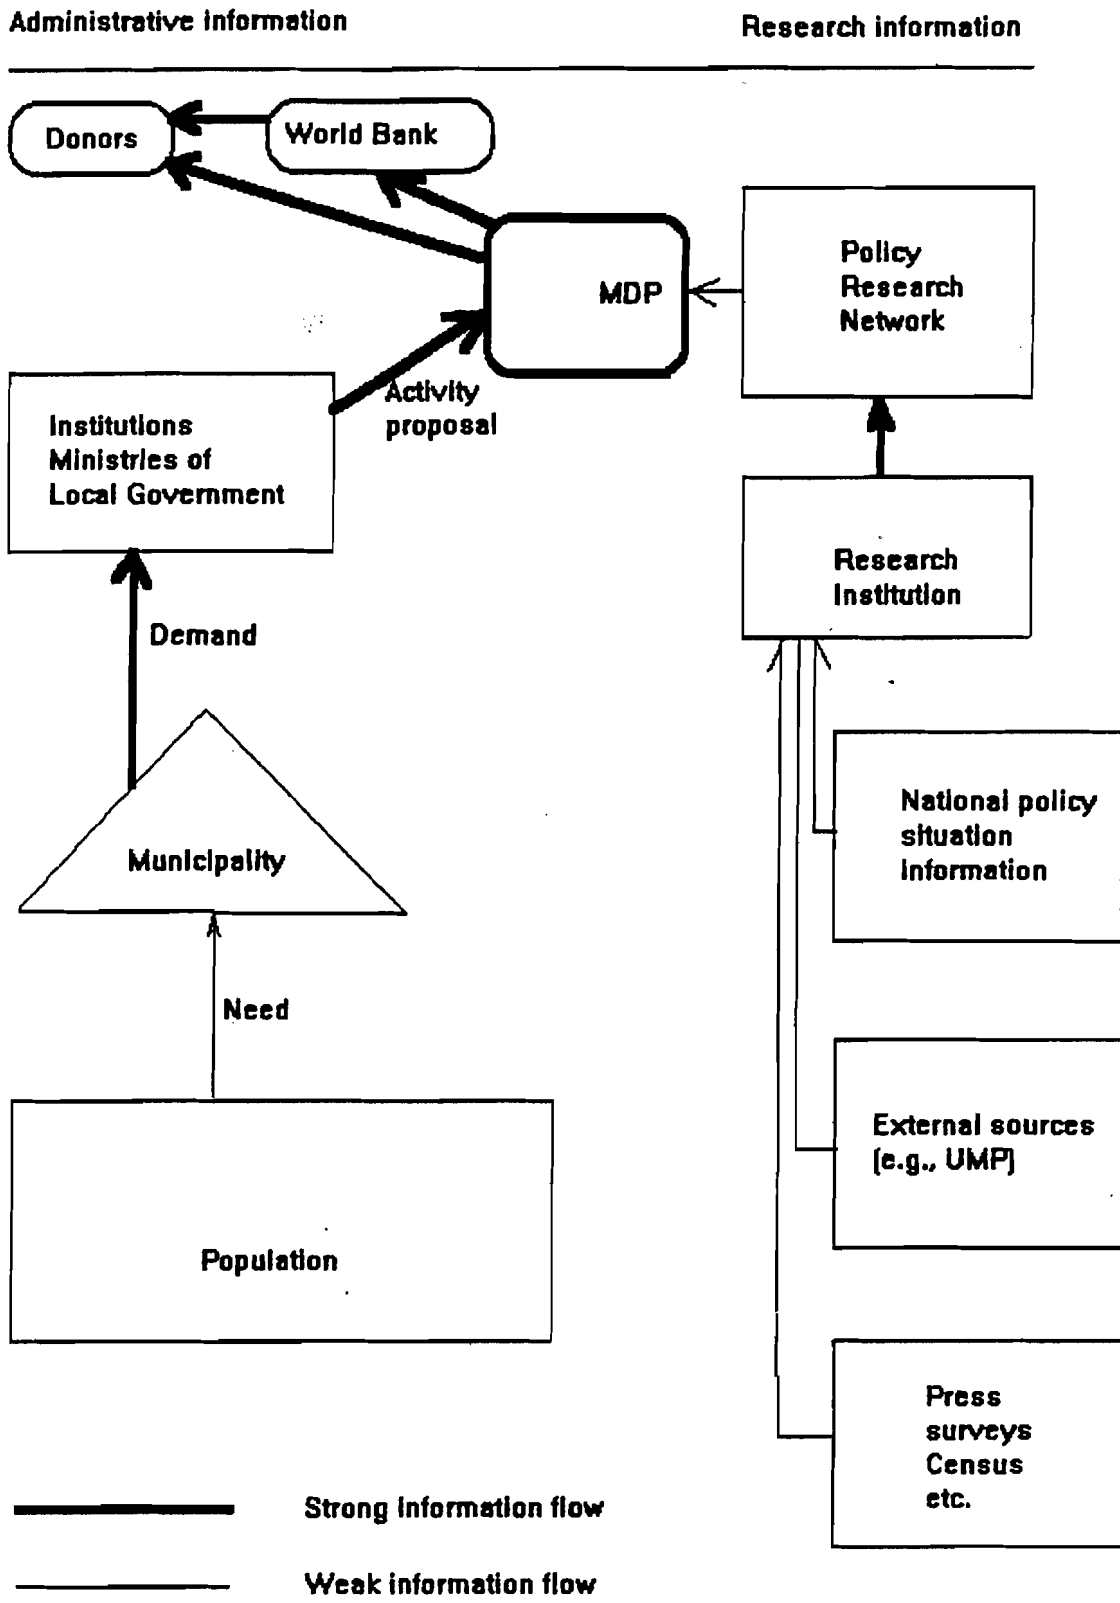 Administrative information
Research information
Donors
World Bank
MDP
Policy
Research
Network
Activity
proposal
Institutions
Ministries of
Local Government
Research
Institution
Demand
National policy
situation
information
Municipality
Need
External sources
(e.g., UMP)
Population
Press
surveys
Census
etc.
Strong information flow
Weak information flow